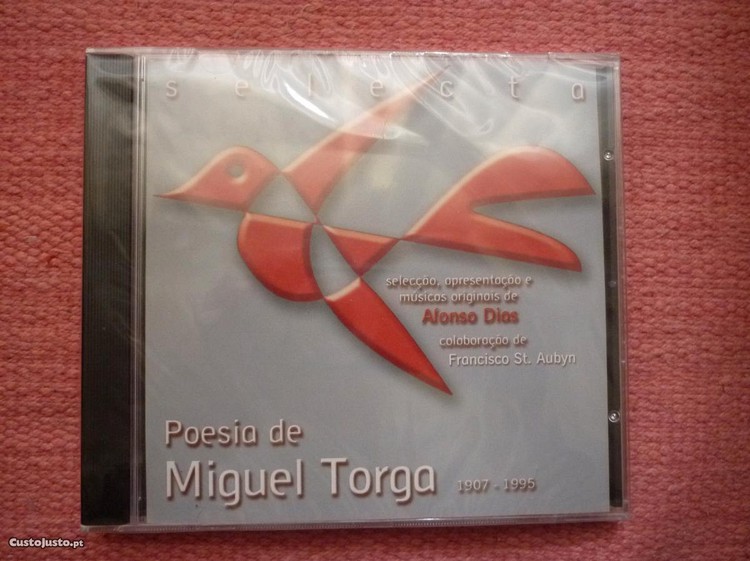 selecta
selecção, apresentação e
músicas originais de
Afonso Dias
colaboração de
Francisco St. Aubyn
Poesia de
Miguel Torga 1907 - 1995
CustoJusto.pt